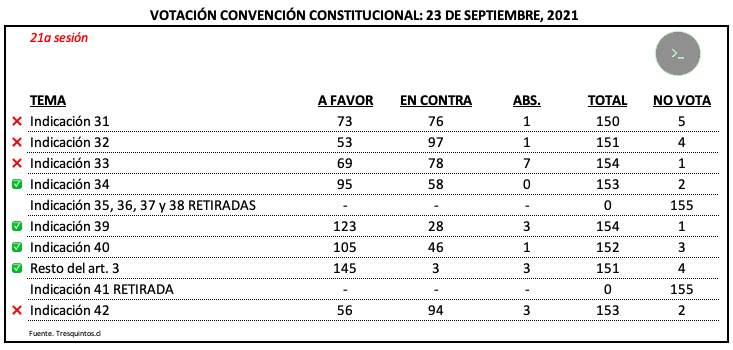 VOTACIÓN CONVENCIÓN CONSTITUCIONAL: 23 DE SEPTIEMBRE, 2021
21a sesión
>_
TEMA A FAVOR EN CONTRA ABS. TOTAL NO VOTA
Indicación 31 73 76 1 150 5
Indicación 32 53 97 1 151 4
Indicación 33 69 78 7 154 1
Indicación 34 95 58 0 153 2
Indicación 35, 36, 37 y 38 RETIRADAS - - - 0 155
Indicación 39 123 28 3 154 1
Indicación 40 105 46 1 152 3
Resto del art. 3 145 3 3 151 4
Indicación 41 RETIRADA - - - 0 155
Indicación 42 56 94 3 153 2
Fuente. Tresquintos.cl